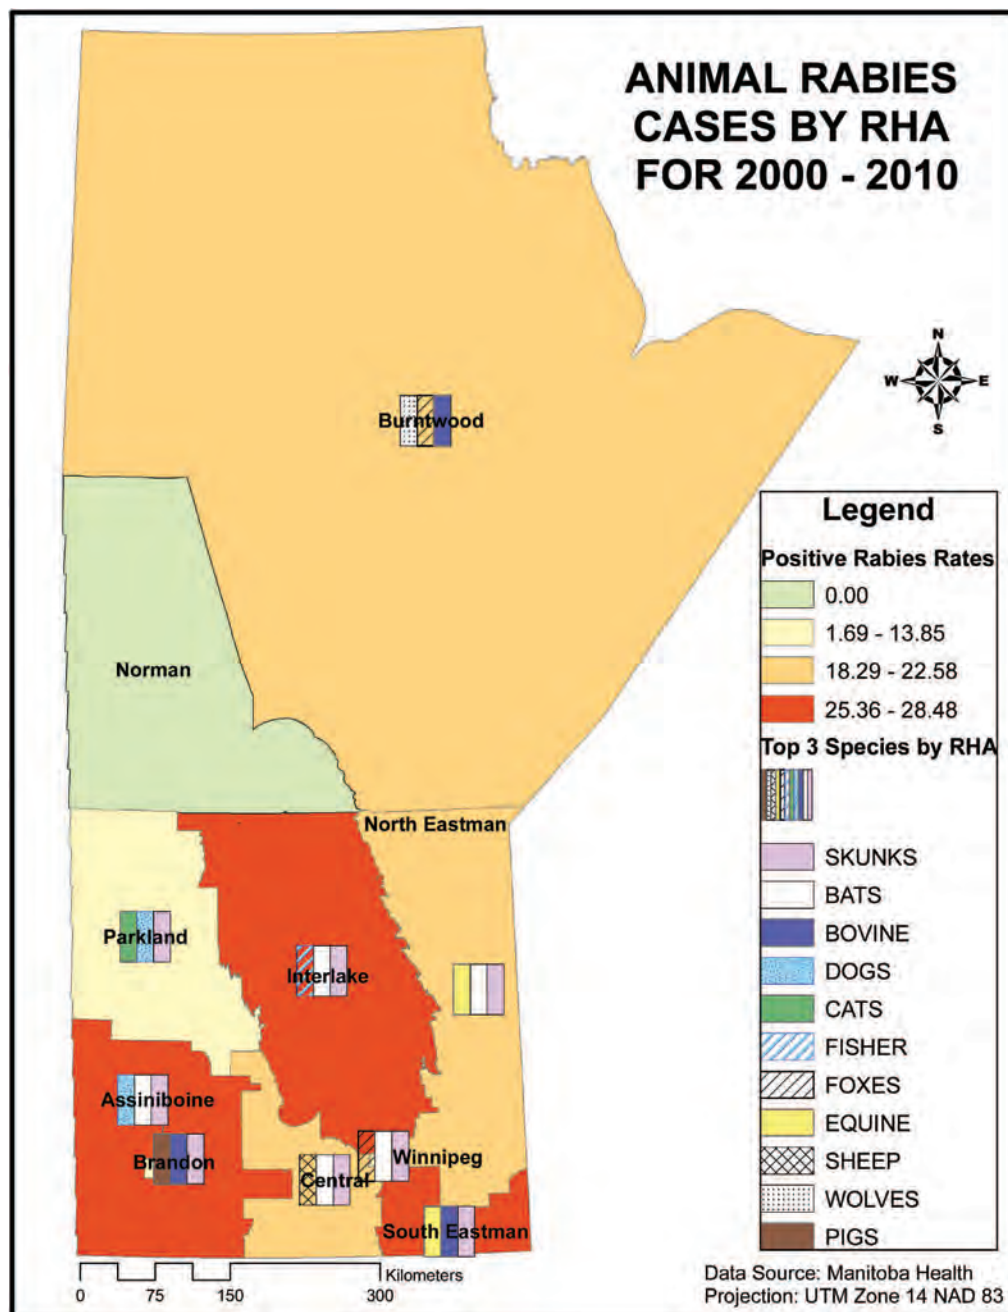 ANIMAL RABIES
CASES BY RHA
FOR 2000 - 2010
N
W
E
S
Burntwood
Norman
North Eastman
Parkland
Interlake
Assiniboine
Brandon
Winnipeg
Central
South Eastman
Legend
Positive Rabies Rates
0.00
1.69 - 13.85
18.29 - 22.58
25.36 - 28.48
Top 3 Species by RHA
SKUNKS
BATS
BOVINE
DOGS
CATS
FISHER
FOXES
EQUINE
SHEEP
WOLVES
PIGS
Kilometers
0 75 150 300
Data Source: Manitoba Health
Projection: UTM Zone 14 NAD 83